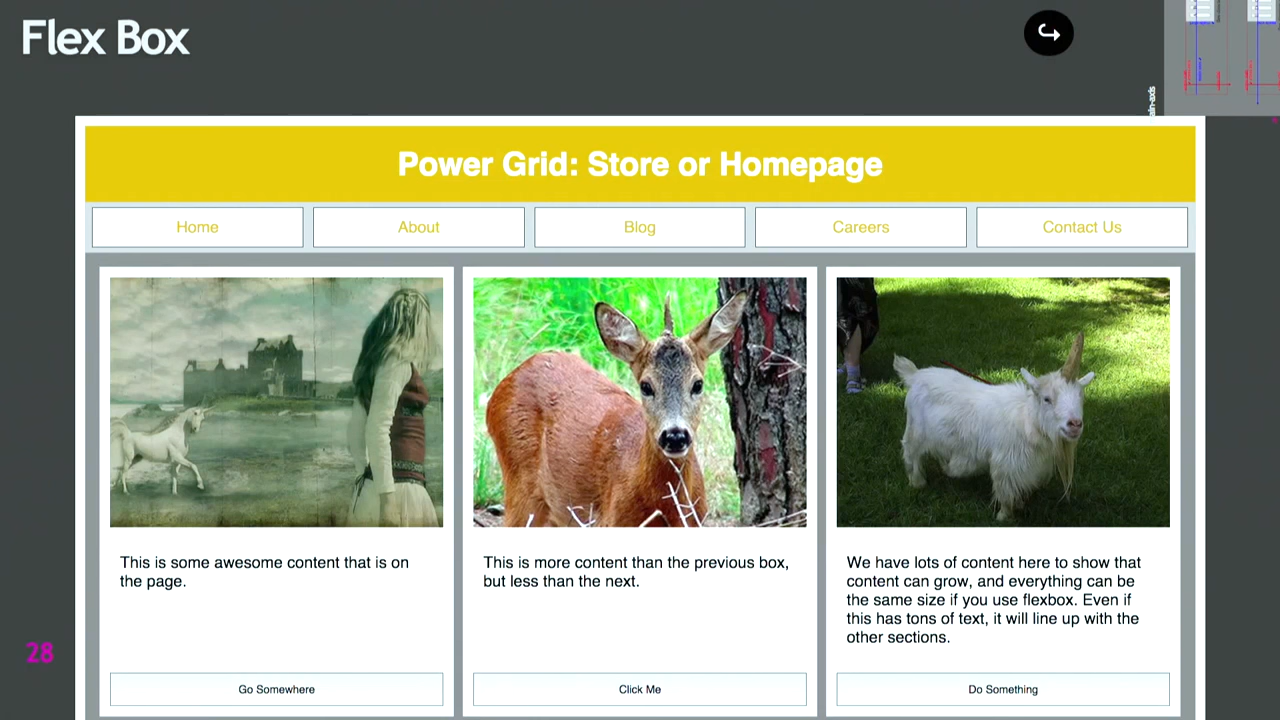 Flex Box
main-axis
Power Grid: Store or Homepage
Home
About
Blog
Careers
Contact Us
This is some awesome content that is on
the page.
Go Somewhere
This is more content than the previous box,
but less than the next.
Click Me
We have lots of content here to show that
content can grow, and everything can be
the same size if you use flexbox. Even if
this has tons of text, it will line up with the
other sections.
Do Something
28